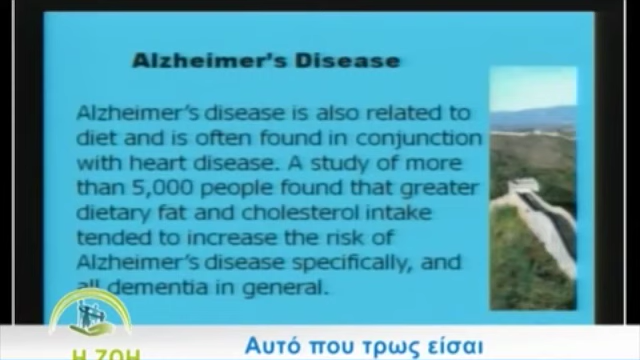 Alzheimer's Disease
Alzheimer's disease is also related to
diet and is often found in conjunction
with heart disease. A study of more
than 5,000 people found that greater
dietary fat and cholesterol intake
tended to increase the risk of
Alzheimer's disease specifically, and
all dementia in general.
Η ΖΩΗ
Αυτό που τρως είσαι